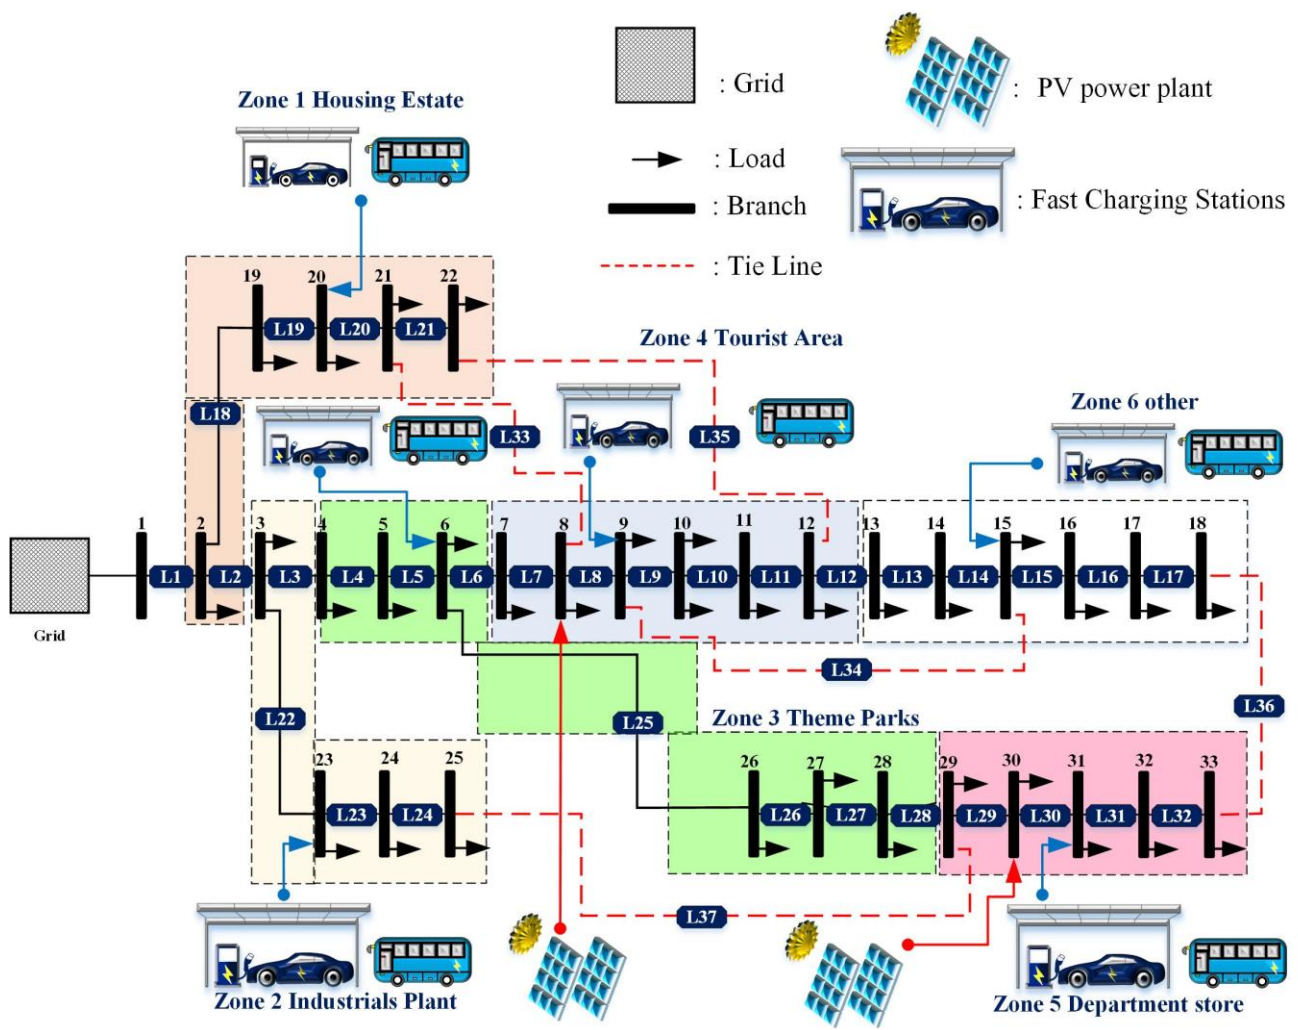 : Grid
: PV power plant
: Load
: Branch
: Fast Charging Stations
: Tie Line
Zone 1 Housing Estate
19 20 21 22
L19 L20 L21
Zone 4 Tourist Area
L18
L33
L35
Zone 6 other
1 2 3 4 5 6 7 8 9 10 11 12 13 14 15 16 17 18
L1 L2 L3 L4 L5 L6 L7 L8 L9 L10 L11 L12 L13 L14 L15 L16 L17
Grid
L34
L22
L25
Zone 3 Theme Parks
L36
23 24 25
26 27 28 29 30 31 32 33
L23 L24
L26 L27 L28 L29 L30 L31 L32
L37
Zone 2 Industrials Plant
Zone 5 Department store